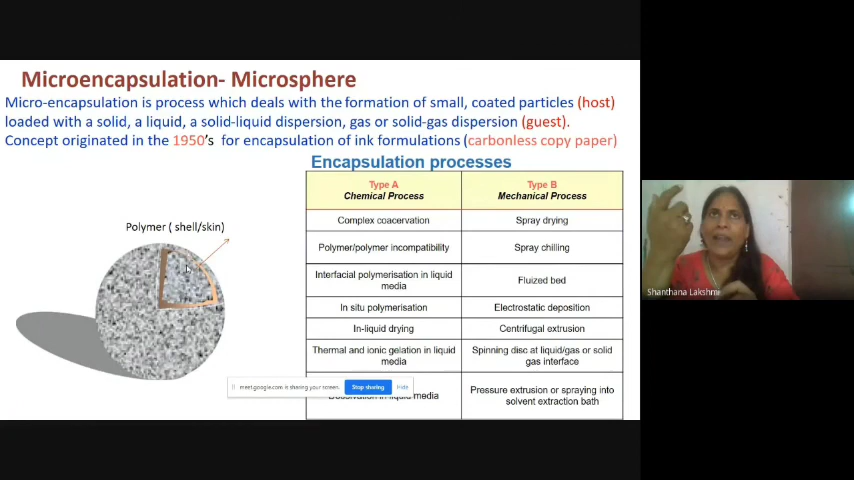 Microencapsulation- Microsphere
Micro-encapsulation is process which deals with the formation of small, coated particles (host)
loaded with a solid, a liquid, a solid-liquid dispersion, gas or solid-gas dispersion (guest).
Concept originated in the 1950's for encapsulation of ink formulations (carbonless copy paper)
Encapsulation processes
Type A
Chemical Process
Type B
Mechanical Process
Complex coacervation
Spray drying
Polymer/polymer incompatibility
Spray chilling
Interfacial polymerisation in liquid
media
Fluized bed
In situ polymerisation
Electrostatic deposition
In-liquid drying
Centrifugal extrusion
Thermal and ionic gelation in liquid
media
Spinning disc at liquid/gas or solid
gas interface
in liquid media
Pressure extrusion or spraying into
solvent extraction bath
Polymer ( shell/skin)
meet.google.com is sharing your screen.
Stop sharing
Hide
Shanthana Lakshmi